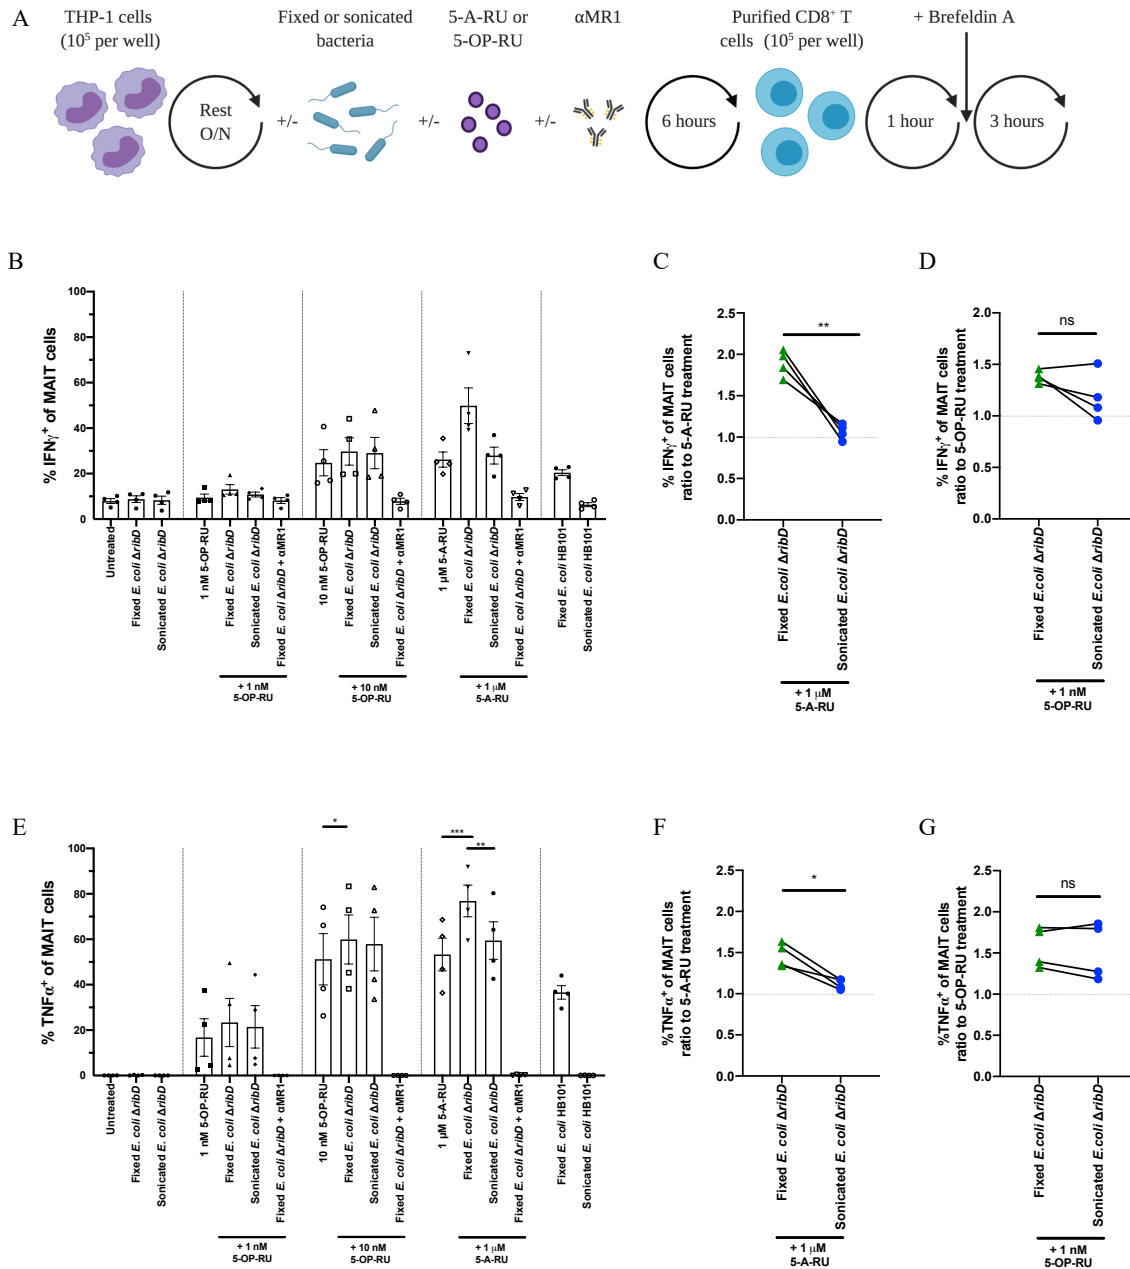 A
THP-1 cells
(10⁵ per well)
Fixed or sonicated
bacteria
5-A-RU or
5-OP-RU
αMR1
Purified CD8⁺ T
cells (10⁵ per well)
+ Brefeldin A
Rest
O/N
+/-
+/-
+/-
6 hours
1 hour
3 hours
B
% IFNγ⁺ of MAIT cells
100
80
60
40
20
0
Untreated
Fixed E. coli ΔribD
Sonicated E. coli ΔribD
1 nM 5-OP-RU
Fixed E. coli ΔribD
Sonicated E. coli ΔribD
Fixed E. coli ΔribD + αMR1
10 nM 5-OP-RU
Fixed E. coli ΔribD
Sonicated E. coli ΔribD
Fixed E. coli ΔribD + αMR1
1 μM 5-A-RU
Fixed E. coli ΔribD
Sonicated E. coli ΔribD
Fixed E. coli ΔribD + αMR1
Fixed E. coli HB101
Sonicated E. coli HB101
+ 1 nM
5-OP-RU
+ 10 nM
5-OP-RU
+ 1 μM
5-A-RU
C
% IFNγ⁺ of MAIT cells
ratio to 5-A-RU treatment
2.5
2.0
1.5
1.0
0.5
0.0
**
Fixed E.coli ΔribD
Sonicated E.coli ΔribD
+ 1 μM
5-A-RU
D
% IFNγ⁺ of MAIT cells
ratio to 5-OP-RU treatment
2.0
1.5
1.0
0.5
0.0
ns
Fixed E.coli ΔribD
Sonicated E.coli ΔribD
+ 1 nM
5-OP-RU
E
% TNFα⁺ of MAIT cells
100
80
60
40
20
0
*
***
**
Untreated
Fixed E. coli ΔribD
Sonicated E. coli ΔribD
1 nM 5-OP-RU
Fixed E. coli ΔribD
Sonicated E. coli ΔribD
Fixed E. coli ΔribD + αMR1
10 nM 5-OP-RU
Fixed E. coli ΔribD
Sonicated E. coli ΔribD
Fixed E. coli ΔribD + αMR1
1 μM 5-A-RU
Fixed E. coli ΔribD
Sonicated E. coli ΔribD
Fixed E. coli ΔribD + αMR1
Fixed E. coli HB101
Sonicated E. coli HB101
+ 1 nM
5-OP-RU
+ 10 nM
5-OP-RU
+ 1 μM
5-A-RU
F
%TNFα⁺ of MAIT cells
ratio to 5-A-RU treatment
2.5
2.0
1.5
1.0
0.5
0.0
*
Fixed E. coli ΔribD
Sonicated E. coli ΔribD
+ 1 μM
5-A-RU
G
%TNFα⁺ of MAIT cells
ratio to 5-OP-RU treatment
2.5
2.0
1.5
1.0
0.5
0.0
ns
Fixed E. coli ΔribD
Sonicated E. coli ΔribD
+ 1 nM
5-OP-RU